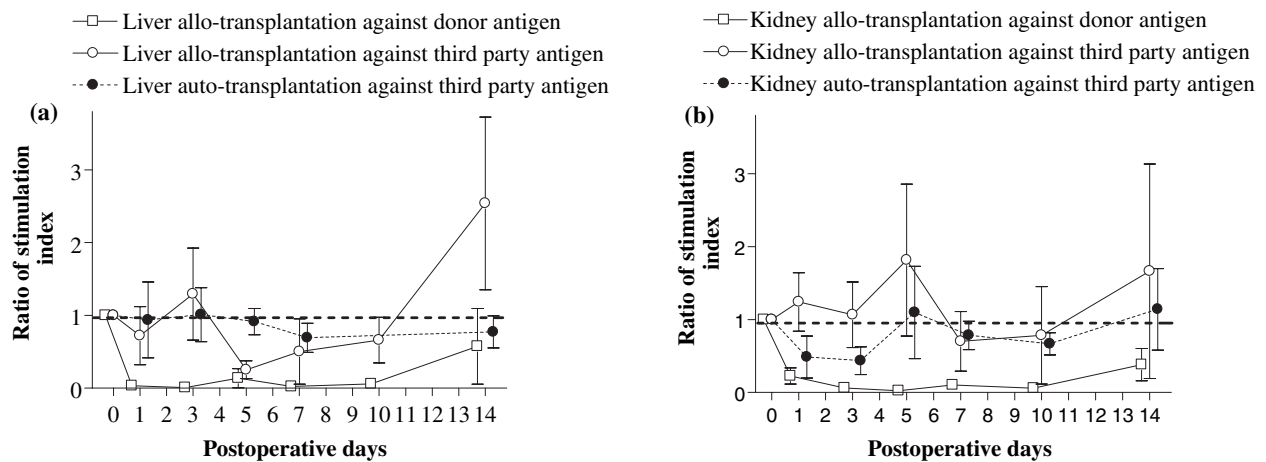 Liver allo-transplantation against donor antigen
Liver allo-transplantation against third party antigen
Liver auto-transplantation against third party antigen
(a)
Ratio of stimulation
index
3
2
1
0
0 1 2 3 4 5 6 7 8 9 10 11 12 13 14
Postoperative days
Kidney allo-transplantation against donor antigen
Kidney allo-transplantation against third party antigen
Kidney auto-transplantation against third party antigen
(b)
Ratio of stimulation
index
3
2
1
0
0 1 2 3 4 5 6 7 8 9 10 11 12 13 14
Postoperative days